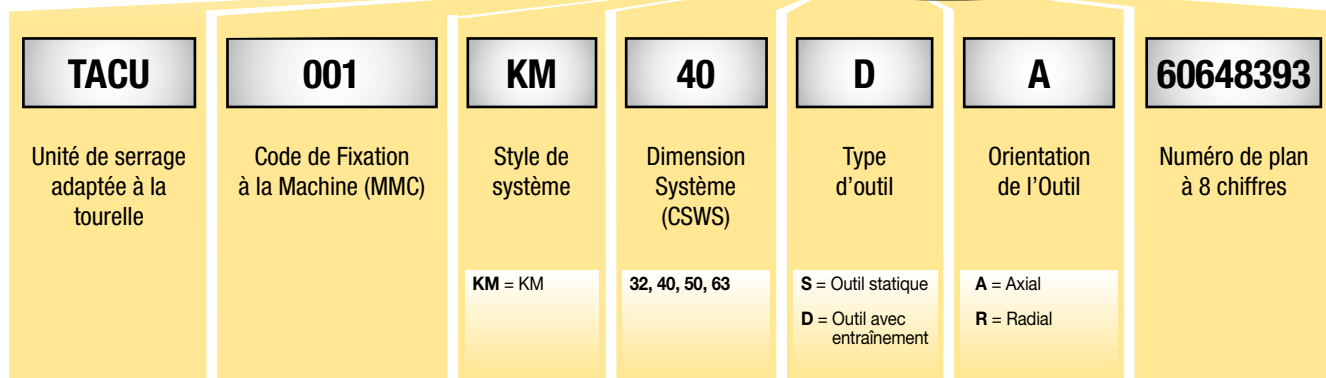 TACU
001
KM
40
D
A
60648393
Unité de serrage
adaptée à la
tourelle
Code de Fixation
à la Machine (MMC)
Style de
système
Dimension
Système
(CSWS)
Type
d’outil
Orientation
de l’Outil
Numéro de plan
à 8 chiffres
KM = KM
32, 40, 50, 63
S = Outil statique
D = Outil avec
entraînement
A = Axial
R = Radial